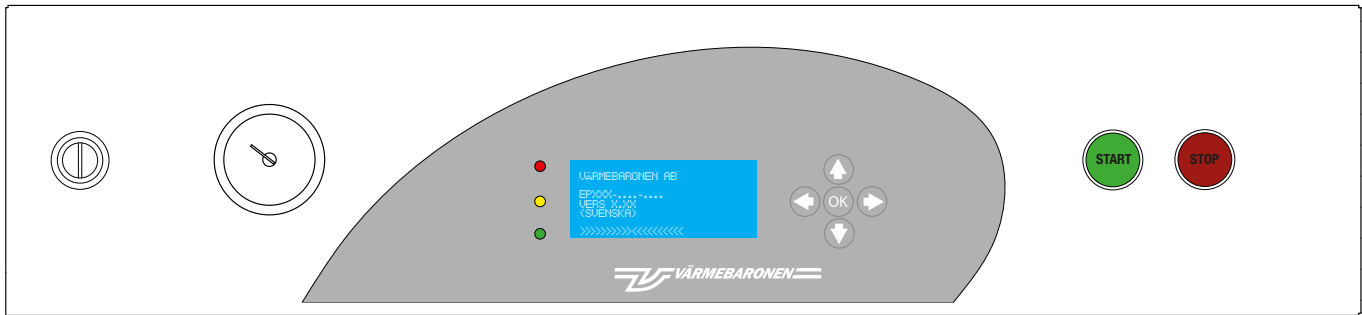 VäRMEBARONEN AB
EPXXX-....-....
VERS X.XX
(SVENSKA)
>>>>>>>>>><<<<<<<<<<
OK
START
STOP
VÄRMEBARONEN